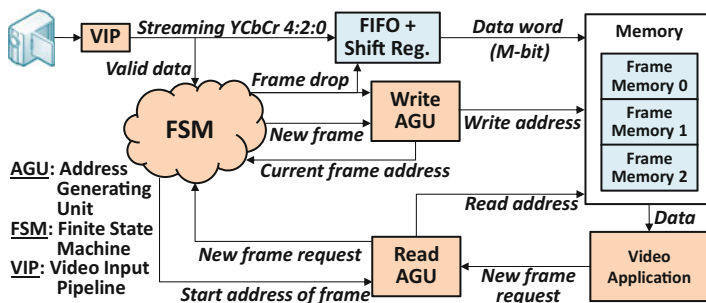 VIP
Streaming YCbCr 4:2:0
FIFO +
Shift Reg.
Data word
(M-bit)
Memory
Valid data
Frame drop
Frame
Memory 0
Frame
Memory 1
Frame
Memory 2
FSM
New frame
Write
AGU
Write address
Current frame address
AGU: Address
Generating
Unit
FSM: Finite State
Machine
VIP: Video Input
Pipeline
Read address
Data
New frame request
Read
AGU
New frame
request
Video
Application
Start address of frame